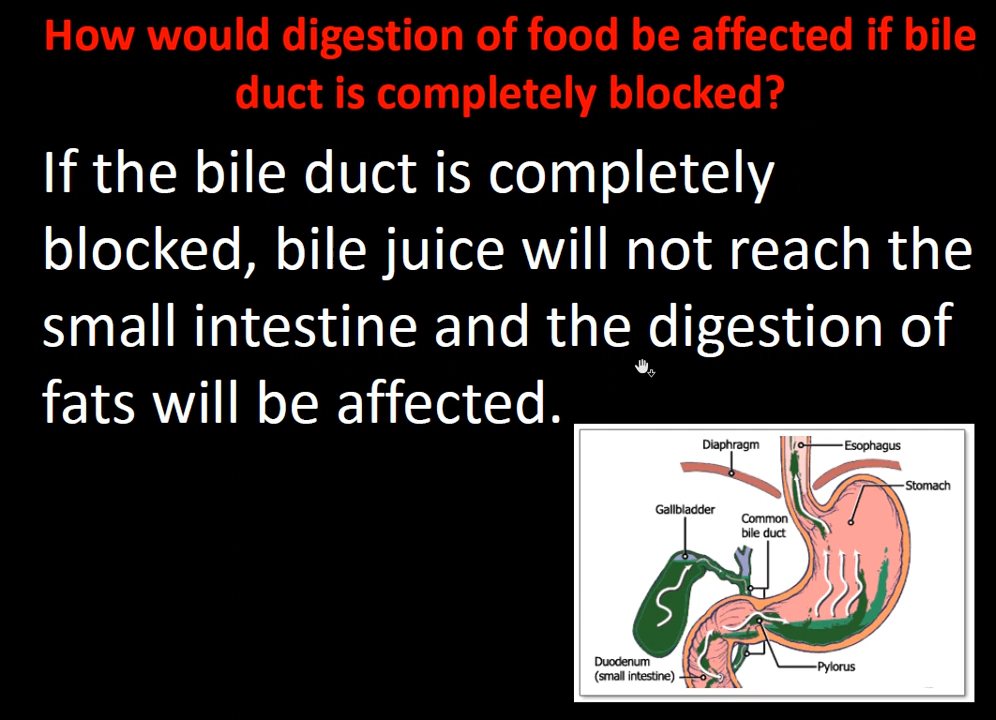 How would digestion of food be affected if bile
duct is completely blocked?
If the bile duct is completely
blocked, bile juice will not reach the
small intestine and the digestion of
fats will be affected.
Diaphragm
Esophagus
Stomach
Gallbladder
Common
bile duct
Duodenum
(small intestine)
Pylorus